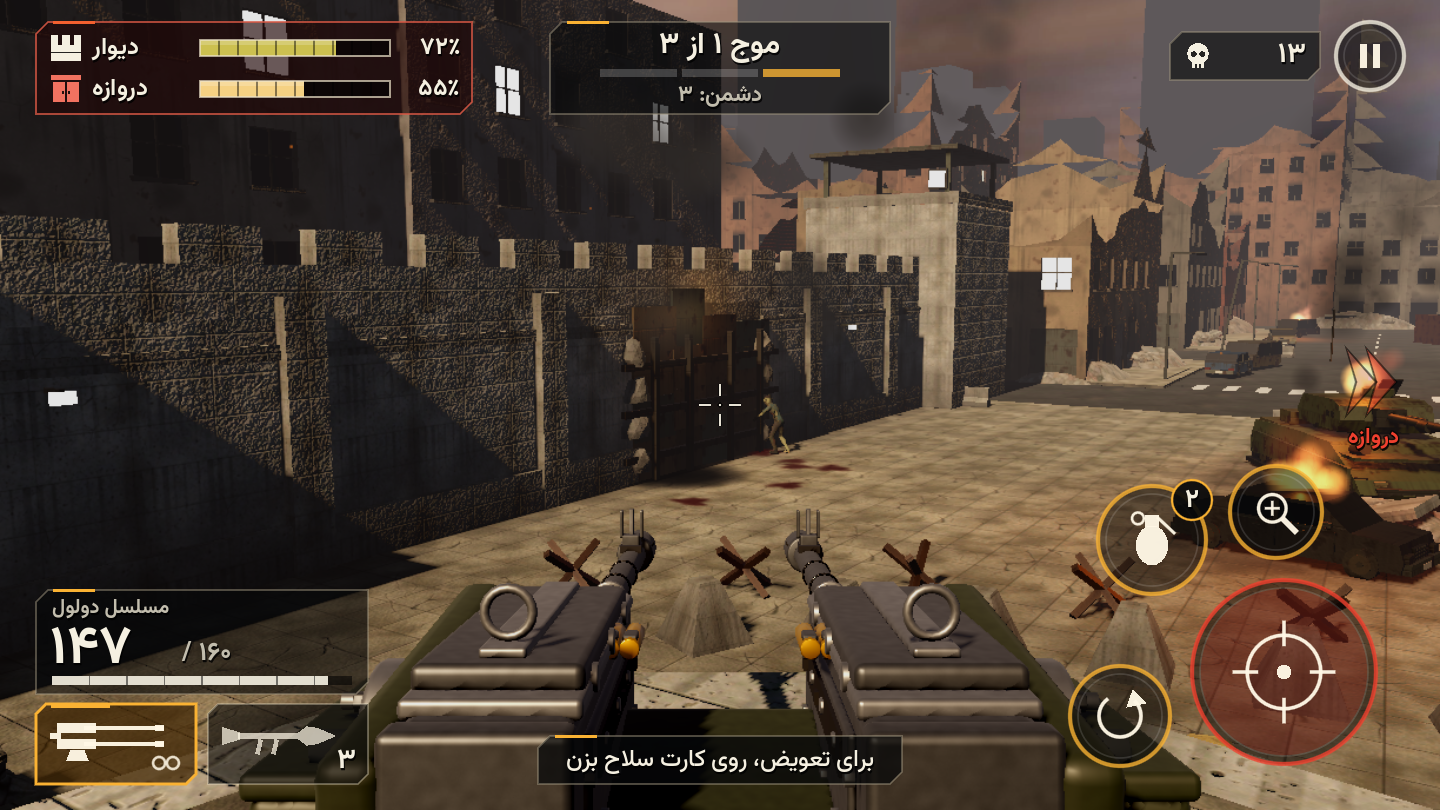 دیوار ۷۲٪
دروازه ۵۵٪
موج ۱ از ۳
دشمن: ۳
۱۳
دروازه
۲
مسلسل دولول
۱۴۷ / ۱۶۰
∞
۳
برای تعویض، روی کارت سلاح بزن